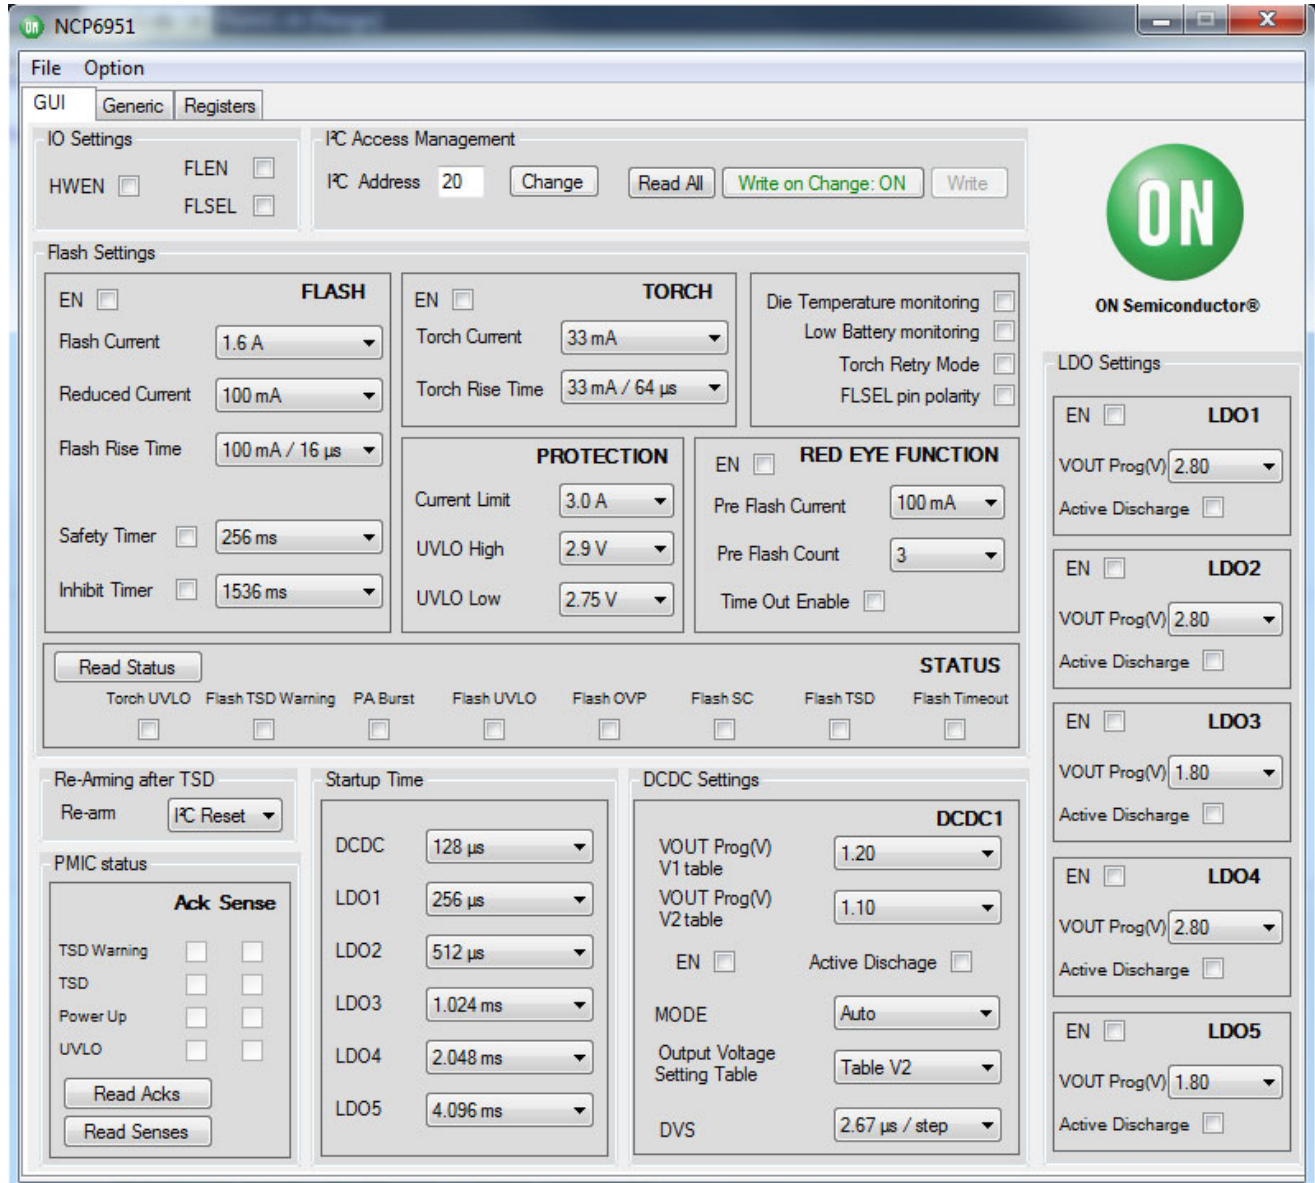 ON NCP6951
File Option
GUI Generic Registers
IO Settings
HWEN
FLEN
FLSEL
I²C Access Management
I²C Address 20 Change Read All Write on Change: ON Write
ON
ON Semiconductor®
Flash Settings
EN FLASH
Flash Current 1.6 A
Reduced Current 100 mA
Flash Rise Time 100 mA / 16 µs
Safety Timer 256 ms
Inhibit Timer 1536 ms
EN TORCH
Torch Current 33 mA
Torch Rise Time 33 mA / 64 µs
Die Temperature monitoring
Low Battery monitoring
Torch Retry Mode
FLSEL pin polarity
PROTECTION
Current Limit 3.0 A
UVLO High 2.9 V
UVLO Low 2.75 V
EN RED EYE FUNCTION
Pre Flash Current 100 mA
Pre Flash Count 3
Time Out Enable
Read Status STATUS
Torch UVLO Flash TSD Warning PA Burst Flash UVLO Flash OVP Flash SC Flash TSD Flash Timeout
Re-Arming after TSD
Re-arm I²C Reset
PMIC status
Ack Sense
TSD Warning
TSD
Power Up
UVLO
Read Acks
Read Senses
Startup Time
DCDC 128 µs
LDO1 256 µs
LDO2 512 µs
LDO3 1.024 ms
LDO4 2.048 ms
LDO5 4.096 ms
DCDC Settings
DCDC1
VOUT Prog(V) 1.20
V1 table
VOUT Prog(V) 1.10
V2 table
EN Active Dischage
MODE Auto
Output Voltage
Setting Table Table V2
DVS 2.67 µs / step
LDO Settings
EN LDO1
VOUT Prog(V) 2.80
Active Discharge
EN LDO2
VOUT Prog(V) 2.80
Active Discharge
EN LDO3
VOUT Prog(V) 1.80
Active Discharge
EN LDO4
VOUT Prog(V) 2.80
Active Discharge
EN LDO5
VOUT Prog(V) 1.80
Active Discharge